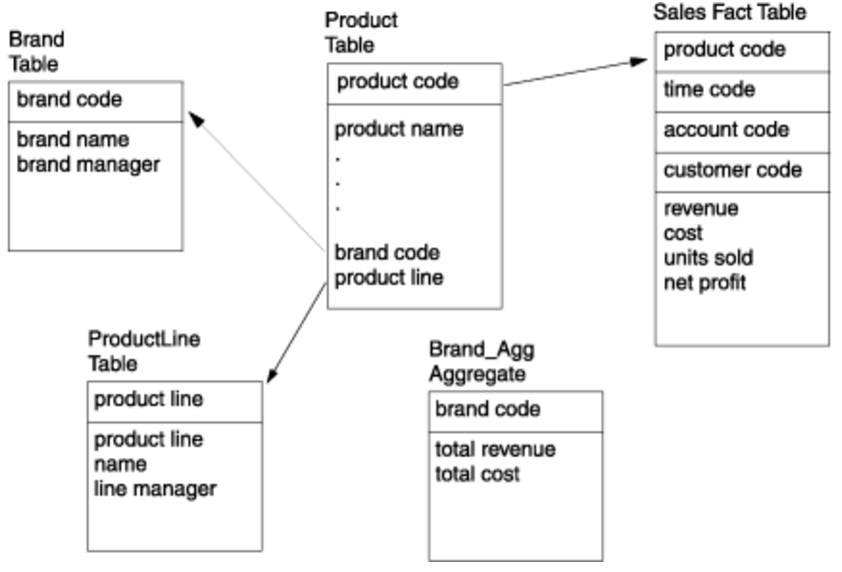 Brand
Table
brand code
brand name
brand manager
Product
Table
product code
product name
.
.
.
brand code
product line
Sales Fact Table
product code
time code
account code
customer code
revenue
cost
units sold
net profit
ProductLine
Table
product line
product line
name
line manager
Brand_Agg
Aggregate
brand code
total revenue
total cost